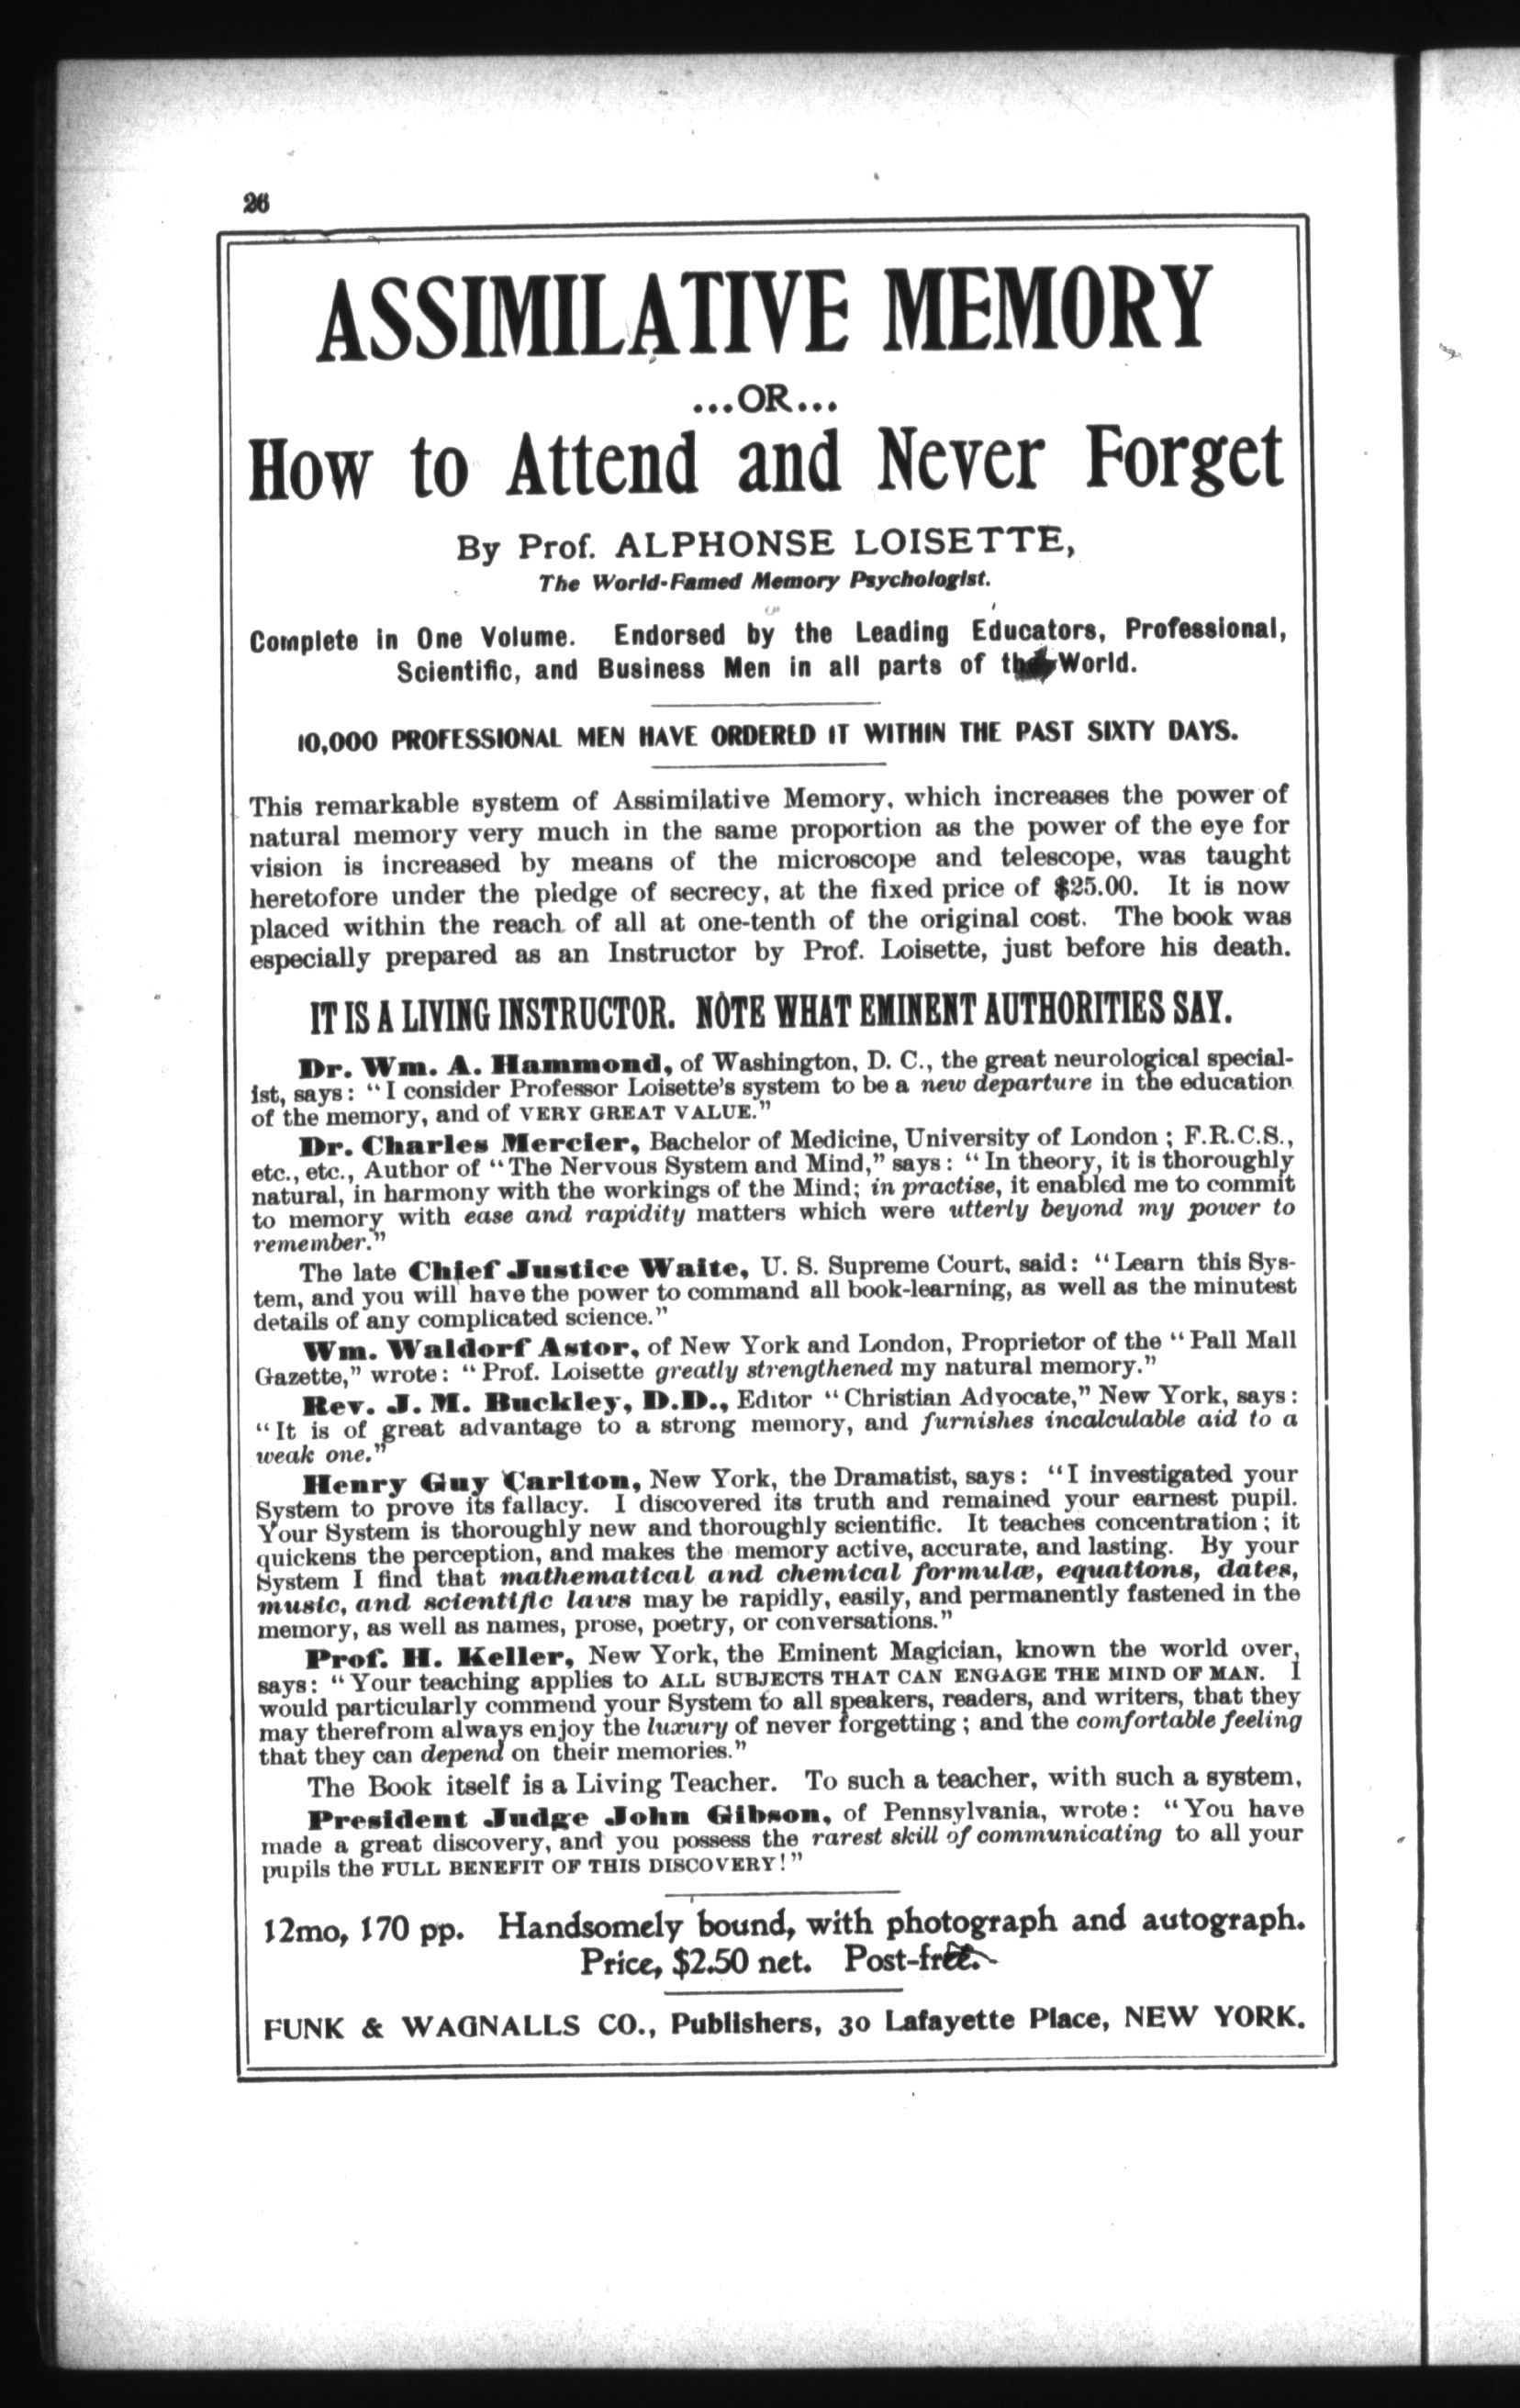 26
ASSIMILATIVE MEMORY
...OR...
How to Attend and Never Forget
By Prof. ALPHONSE LOISETTE,
The World-Famed Memory Psychologist.
Complete in One Volume. Endorsed by the Leading Educators, Professional,
Scientific, and Business Men in all parts of the World.
10,000 PROFESSIONAL MEN HAVE ORDERED IT WITHIN THE PAST SIXTY DAYS.
This remarkable system of Assimilative Memory, which increases the power of
natural memory very much in the same proportion as the power of the eye for
vision is increased by means of the microscope and telescope, was taught
heretofore under the pledge of secrecy, at the fixed price of $25.00. It is now
placed within the reach of all at one-tenth of the original cost. The book was
especially prepared as an Instructor by Prof. Loisette, just before his death.
IT IS A LIVING INSTRUCTOR. NOTE WHAT EMINENT AUTHORITIES SAY.
Dr. Wm. A. Hammond, of Washington, D. C., the great neurological special-
ist, says: "I consider Professor Loisette's system to be a new departure in the education
of the memory, and of VERY GREAT VALUE."
Dr. Charles Mercier, Bachelor of Medicine, University of London; F.R.C.S.,
etc., etc., Author of "The Nervous System and Mind," says: "In theory, it is thoroughly
natural, in harmony with the workings of the Mind; in practise, it enabled me to commit
to memory with ease and rapidity matters which were utterly beyond my power to
remember."
The late Chief Justice Waite, U. S. Supreme Court, said: "Learn this Sys-
tem, and you will have the power to command all book-learning, as well as the minutest
details of any complicated science."
Wm. Waldorf Astor, of New York and London, Proprietor of the "Pall Mall
Gazette," wrote: "Prof. Loisette greatly strengthened my natural memory."
Rev. J. M. Buckley, D.D., Editor "Christian Advocate," New York, says:
"It is of great advantage to a strong memory, and furnishes incalculable aid to a
weak one."
Henry Guy Carlton, New York, the Dramatist, says: "I investigated your
System to prove its fallacy. I discovered its truth and remained your earnest pupil.
Your System is thoroughly new and thoroughly scientific. It teaches concentration; it
quickens the perception, and makes the memory active, accurate, and lasting. By your
System I find that mathematical and chemical formulæ, equations, dates,
music, and scientific laws may be rapidly, easily, and permanently fastened in the
memory, as well as names, prose, poetry, or conversations."
Prof. H. Keller, New York, the Eminent Magician, known the world over,
says: "Your teaching applies to ALL SUBJECTS THAT CAN ENGAGE THE MIND OF MAN. I
would particularly commend your System to all speakers, readers, and writers, that they
may therefrom always enjoy the luxury of never forgetting; and the comfortable feeling
that they can depend on their memories."
The Book itself is a Living Teacher. To such a teacher, with such a system,
President Judge John Gibson, of Pennsylvania, wrote: "You have
made a great discovery, and you possess the rarest skill of communicating to all your
pupils the FULL BENEFIT OF THIS DISCOVERY!"
12mo, 170 pp. Handsomely bound, with photograph and autograph.
Price, $2.50 net. Post-free.
FUNK & WAGNALLS CO., Publishers, 30 Lafayette Place, NEW YORK.